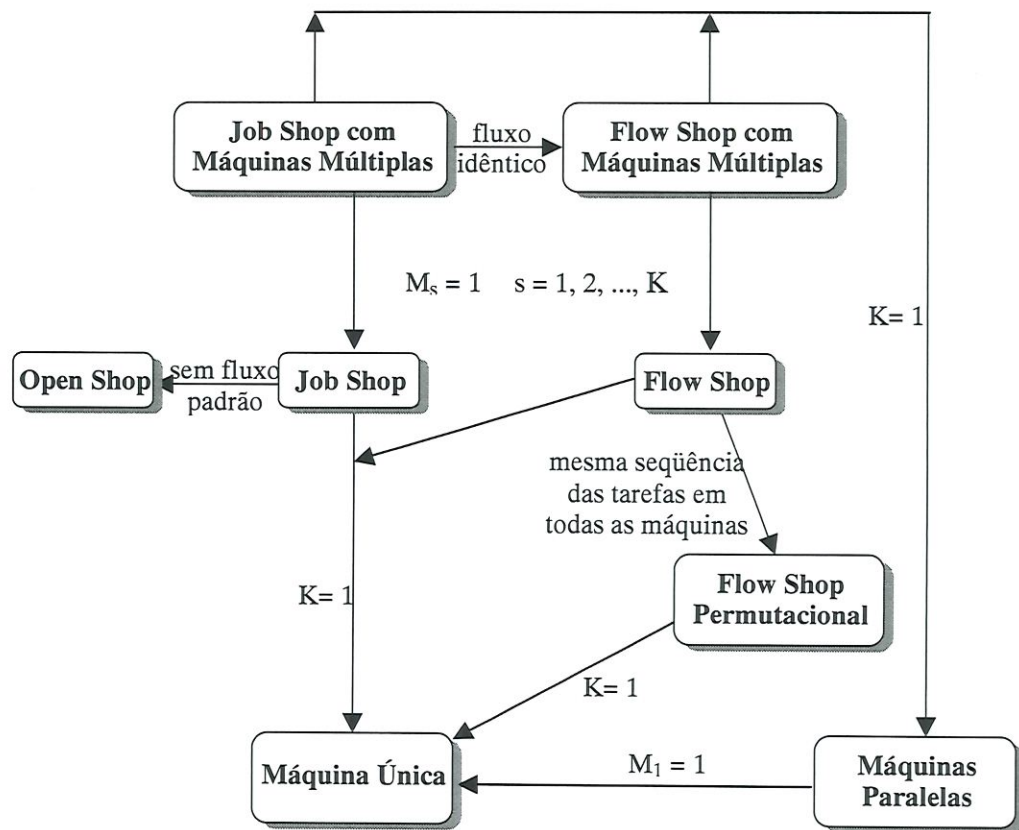 Job Shop com
Máquinas Múltiplas
fluxo
idêntico
Flow Shop com
Máquinas Múltiplas
Mₛ = 1 s = 1, 2, ..., K
K= 1
Open Shop
sem fluxo
padrão
Job Shop
Flow Shop
mesma seqüência
das tarefas em
todas as máquinas
K= 1
Flow Shop
Permutacional
K= 1
Máquina Única
M₁ = 1
Máquinas
Paralelas